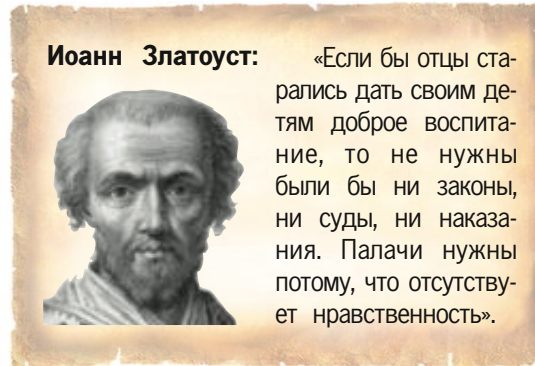 Иоанн Златоуст:
«Если бы отцы ста-
рались дать своим де-
тям доброе воспита-
ние, то не нужны
были бы ни законы,
ни суды, ни наказа-
ния. Палачи нужны
потому, что отсутству-
ет нравственность».